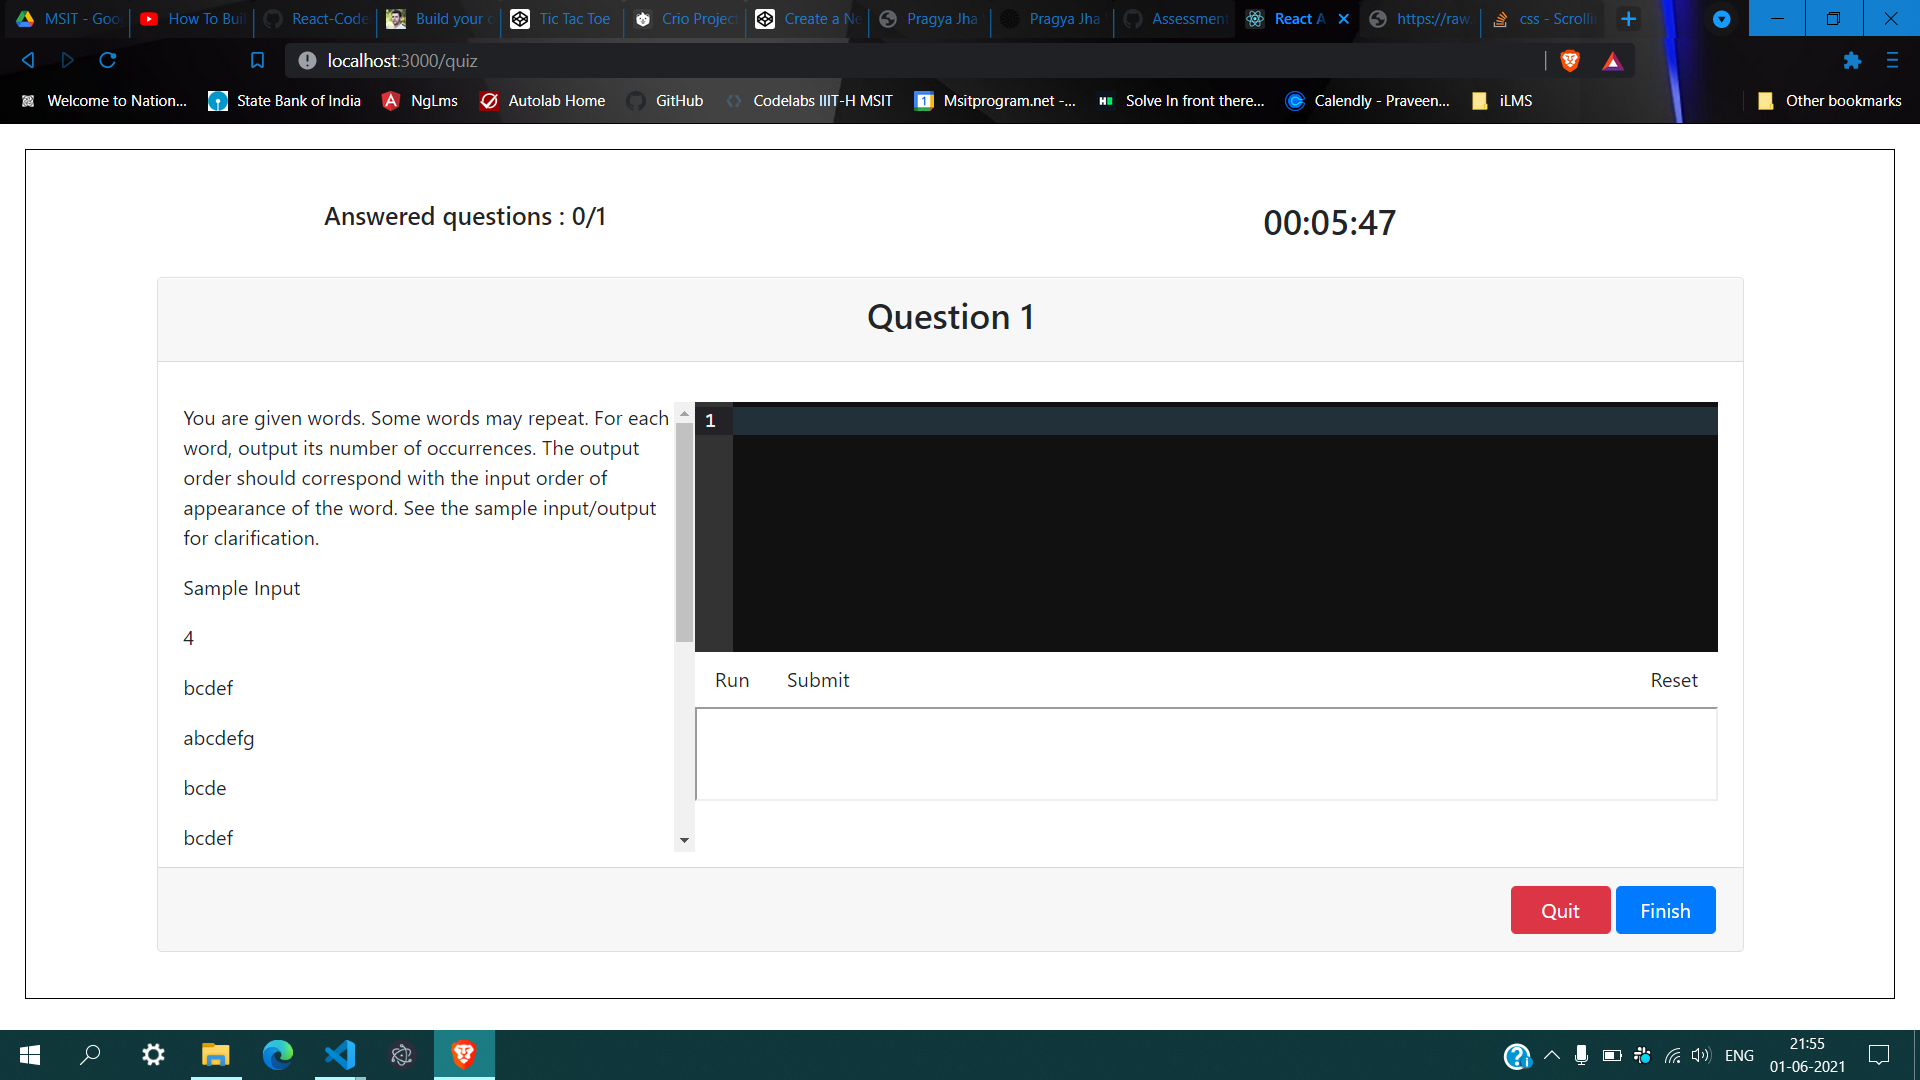 MSIT - Goo
How To Bui
React-Code
Build your c
Tic Tac Toe
Crio Project
Create a Ne
Pragya Jha
Pragya Jha
Assessment
React A
https://raw.
css - Scrolli
localhost:3000/quiz
Welcome to Nation...
State Bank of India
NgLms
Autolab Home
GitHub
Codelabs IIIT-H MSIT
Msitprogram.net -...
Solve In front there...
Calendly - Praveen...
iLMS
Other bookmarks
Answered questions : 0/1
00:05:47
Question 1
You are given words. Some words may repeat. For each
word, output its number of occurrences. The output
order should correspond with the input order of
appearance of the word. See the sample input/output
for clarification.
Sample Input
4
bcdef
abcdefg
bcde
bcdef
1
Run
Submit
Reset
Quit
Finish
ENG
21:55
01-06-2021